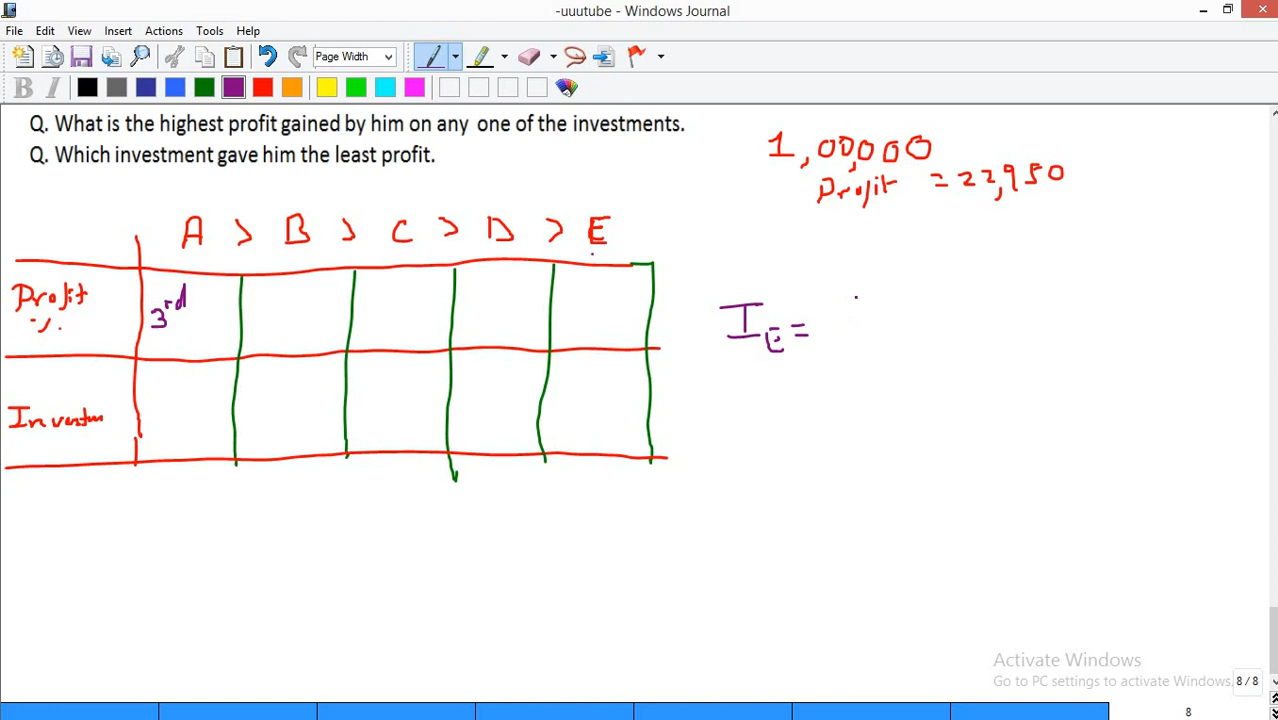 -uuutube - Windows Journal
File Edit View Insert Actions Tools Help
Page Width
B I
Q. What is the highest profit gained by him on any one of the investments.
Q. Which investment gave him the least profit.
1,00,000
Profit = 22,950
A > B > C > D > E
Profit
%
3rd
I E =
Activate Windows
Go to PC settings to activate Windows.
8 / 8
8